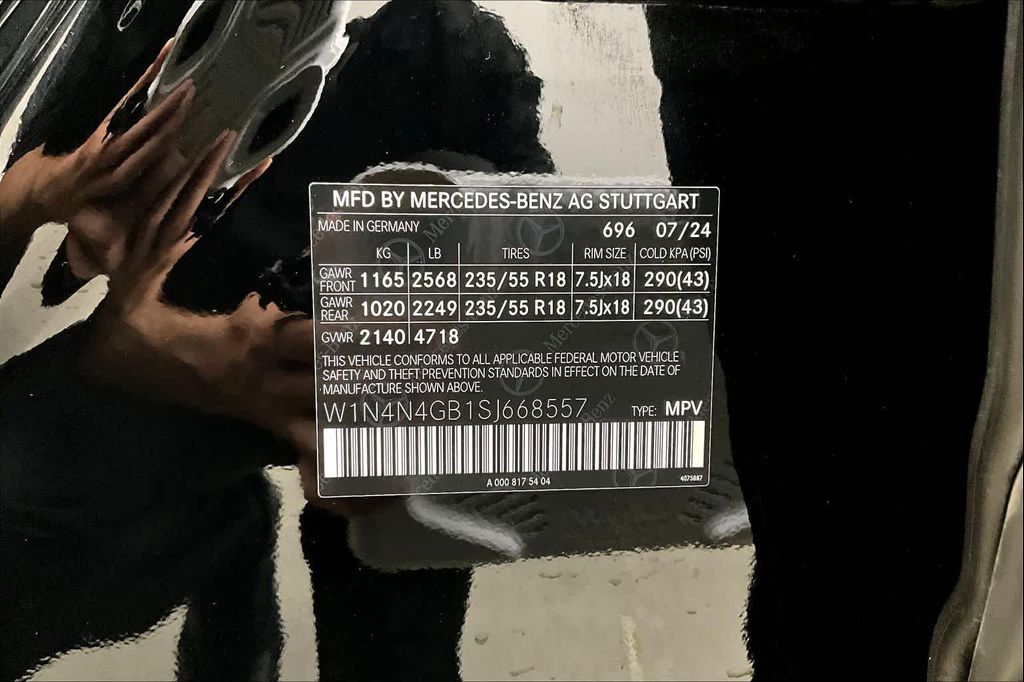 MFD BY MERCEDES-BENZ AG STUTTGART
MADE IN GERMANY 696 07/24
KG LB TIRES RIM SIZE COLD KPA (PSI)
GAWR FRONT 1165 2568 235/55 R18 7.5Jx18 290(43)
GAWR REAR 1020 2249 235/55 R18 7.5Jx18 290(43)
GVWR 2140 4718
THIS VEHICLE CONFORMS TO ALL APPLICABLE FEDERAL MOTOR VEHICLE
SAFETY AND THEFT PREVENTION STANDARDS IN EFFECT ON THE DATE OF
MANUFACTURE SHOWN ABOVE.
W1N4N4GB1SJ668557 TYPE: MPV
A 000 817 54 04 4075887